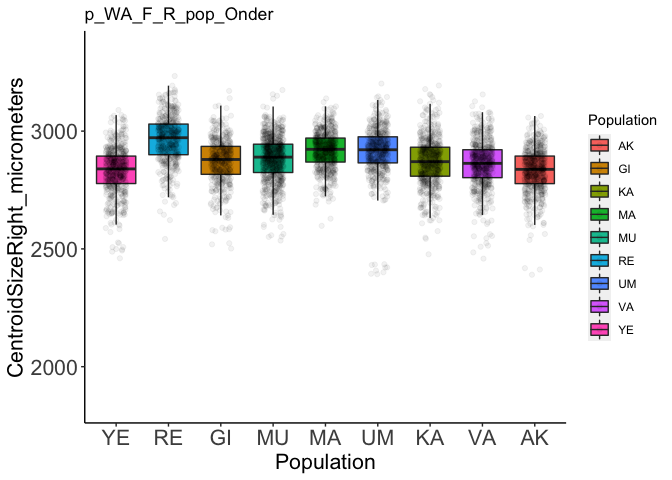 p_WA_F_R_pop_Onder
CentroidSizeRight_micrometers
3000
2500
2000
YE RE GI MU MA UM KA VA AK
Population
Population
AK
GI
KA
MA
MU
RE
UM
VA
YE